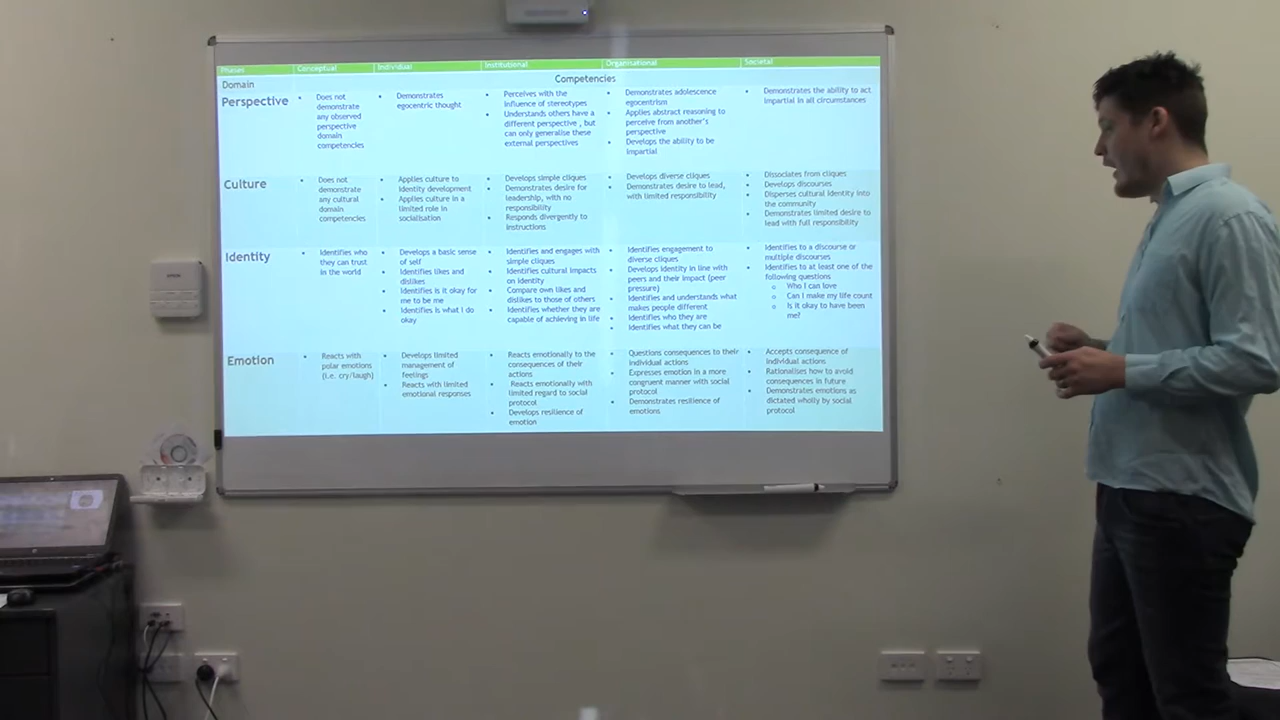 Phases Conceptual Individual Institutional Organisational Societal
Domain
Competencies
Perspective
• Does not
demonstrate
any observed
perspective
domain
competencies
• Demonstrates
egocentric thought
• Perceives with the
influence of stereotypes
• Understands others have a
different perspective , but
can only generalise these
external perspectives
• Demonstrates adolescence
egocentrism
• Applies abstract reasoning to
perceive from another's
perspective
• Develops the ability to be
impartial
• Demonstrates the ability to act
impartial in all circumstances
Culture
• Does not
demonstrate
any cultural
domain
competencies
• Applies culture to
identity development
• Applies culture in a
limited role in
socialisation
• Develops simple cliques
• Demonstrates desire for
leadership, with no
responsibility
• Responds divergently to
instructions
• Develops diverse cliques
• Demonstrates desire to lead,
with limited responsibility
• Dissociates from cliques
• Develops discourses
• Disperses cultural identity into
the community
• Demonstrates limited desire to
lead with full responsibility
Identity
• Identifies who
they can trust
in the world
• Develops a basic sense
of self
• Identifies likes and
dislikes
• Identifies is it okay for
me to be me
• Identifies is what I do
okay
• Identifies and engages with
simple cliques
• Identifies cultural impacts
on identity
• Compare own likes and
dislikes to those of others
• Identifies whether they are
capable of achieving in life
• Identifies engagement to
diverse cliques
• Develops identity in line with
peers and their impact (peer
pressure)
• Identifies and understands what
makes people different
• Identifies who they are
• Identifies what they can be
• Identifies to a discourse or
multiple discourses
• Identifies to at least one of the
following questions
o Who I can love
o Can I make my life count
o Is it okay to have been
me?
Emotion
• Reacts with
polar emotions
(i.e. cry/laugh)
• Develops limited
management of
feelings
• Reacts with limited
emotional responses
• Reacts emotionally to the
consequences of their
actions
• Reacts emotionally with
limited regard to social
protocol
• Develops resilience of
emotion
• Questions consequences to their
individual actions
• Expresses emotion in a more
congruent manner with social
protocol
• Demonstrates resilience of
emotions
• Accepts consequence of
individual actions
• Rationalises how to avoid
consequences in future
• Demonstrates emotions as
dictated wholly by social
protocol
EPSON